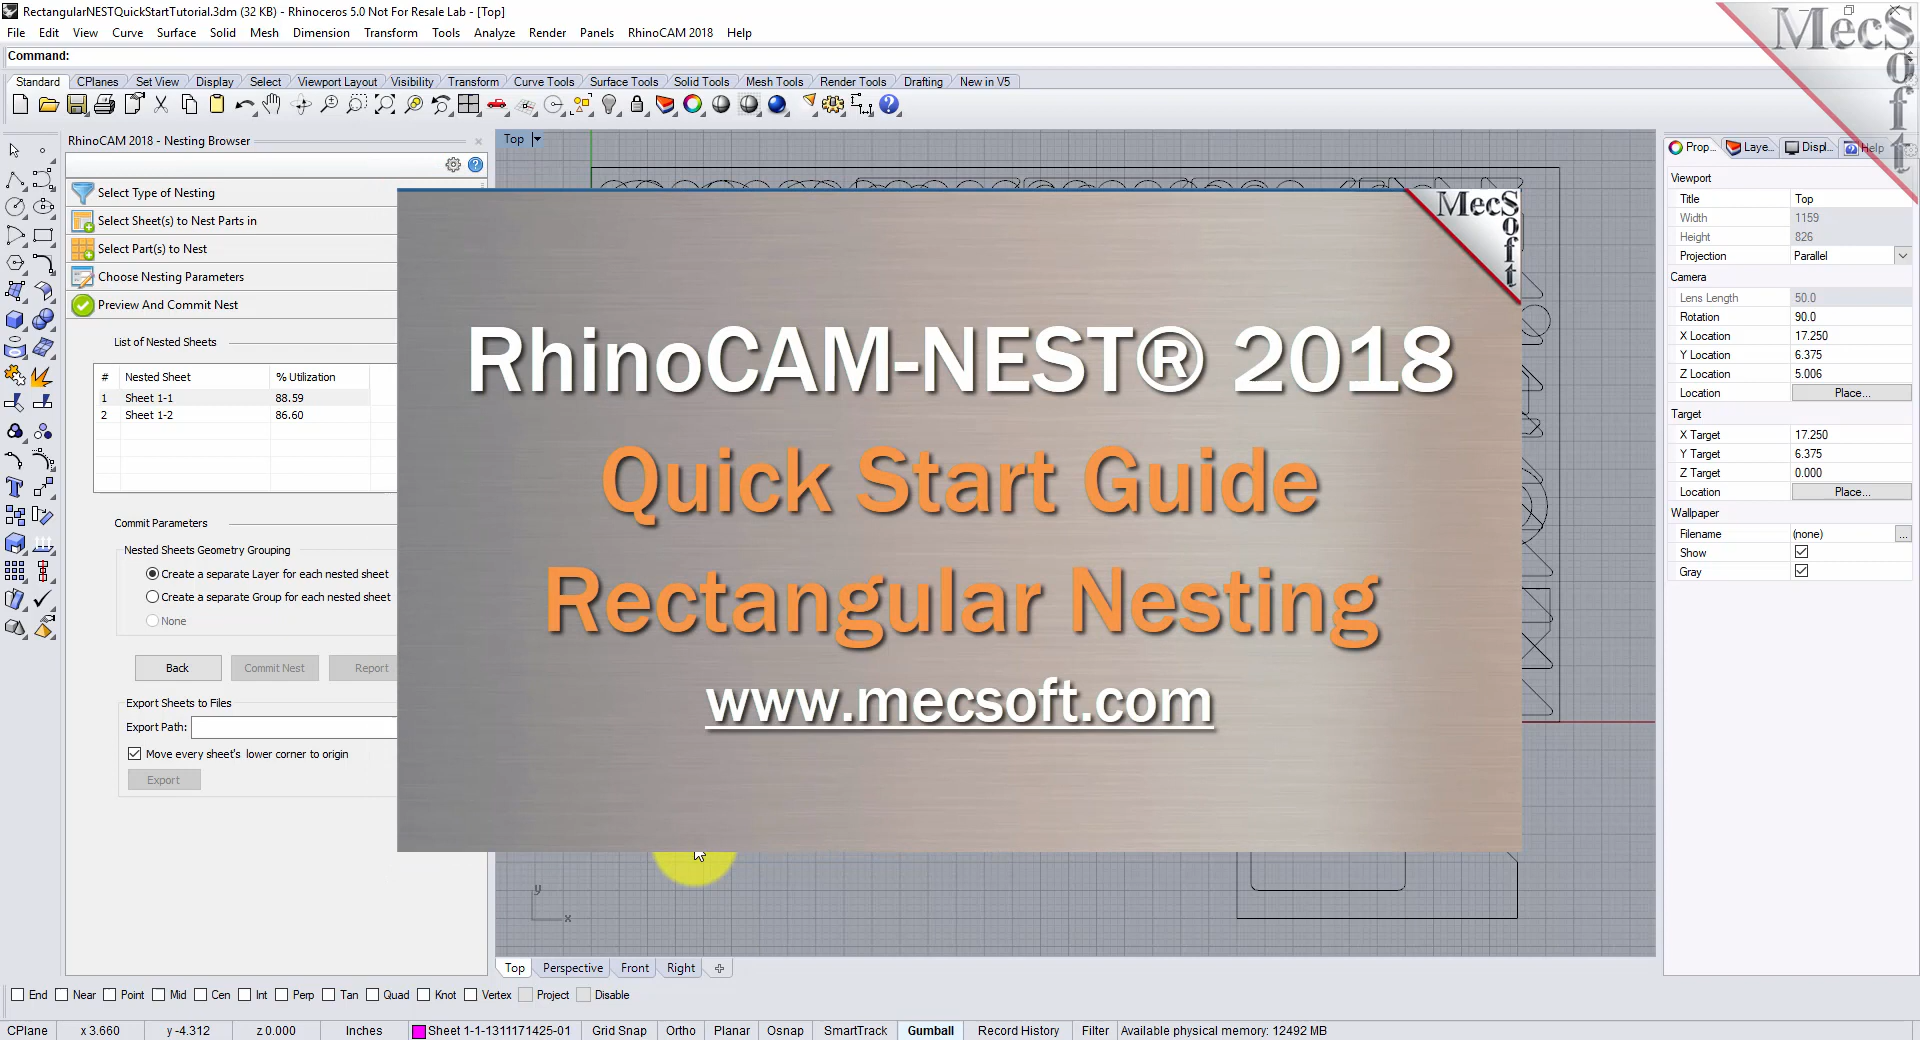 RectangularNESTQuickStartTutorial.3dm (32 KB) - Rhinoceros 5.0 Not For Resale Lab - [Top]
File Edit View Curve Surface Solid Mesh Dimension Transform Tools Analyze Render Panels RhinoCAM 2018 Help
Command:
Standard CPlanes Set View Display Select Viewport Layout Visibility Transform Curve Tools Surface Tools Solid Tools Mesh Tools Render Tools Drafting New in V5
MecSoft
RhinoCAM 2018 - Nesting Browser
Select Type of Nesting
Select Sheet(s) to Nest Parts in
Select Part(s) to Nest
Choose Nesting Parameters
Preview And Commit Nest
List of Nested Sheets
# Nested Sheet % Utilization
1 Sheet 1-1 88.59
2 Sheet 1-2 86.60
Commit Parameters
Nested Sheets Geometry Grouping
Create a separate Layer for each nested sheet
Create a separate Group for each nested sheet
None
Back Commit Nest Report
Export Sheets to Files
Export Path:
Move every sheet's lower corner to origin
Export
Top
MecSoft
RhinoCAM-NEST® 2018
Quick Start Guide
Rectangular Nesting
www.mecsoft.com
y
x
Prop... Laye... Displ... Help
Viewport
Title Top
Width 1159
Height 826
Projection Parallel
Camera
Lens Length 50.0
Rotation 90.0
X Location 17.250
Y Location 6.375
Z Location 5.006
Location Place...
Target
X Target 17.250
Y Target 6.375
Z Target 0.000
Location Place...
Wallpaper
Filename (none) ...
Show
Gray
Top Perspective Front Right
End Near Point Mid Cen Int Perp Tan Quad Knot Vertex Project Disable
CPlane x 3.660 y -4.312 z 0.000 Inches Sheet 1-1-1311171425-01 Grid Snap Ortho Planar Osnap SmartTrack Gumball Record History Filter Available physical memory: 12492 MB